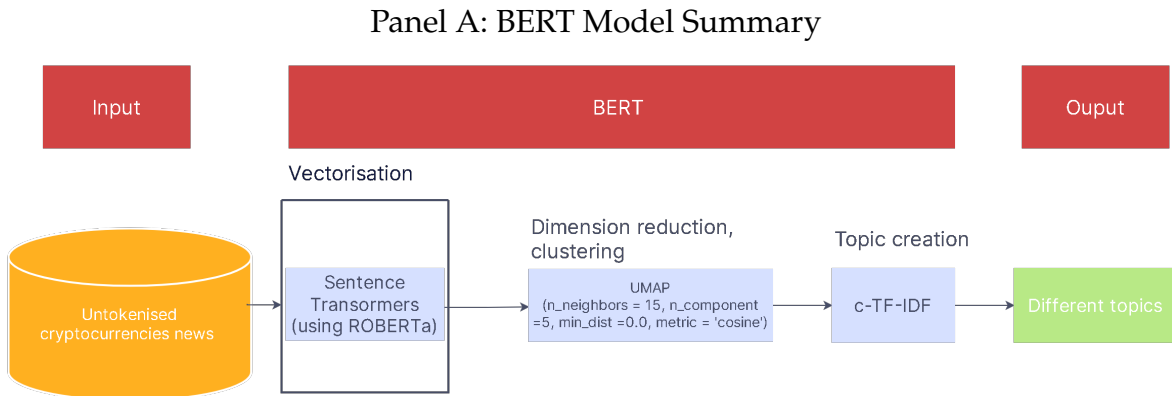 Panel A: BERT Model Summary
Input
BERT
Ouput
Vectorisation
Dimension reduction,
clustering
Topic creation
Untokenised
cryptocurrencies news
Sentence
Transormers
(using ROBERTa)
UMAP
(n_neighbors = 15, n_component
=5, min_dist =0.0, metric = 'cosine')
c-TF-IDF
Different topics